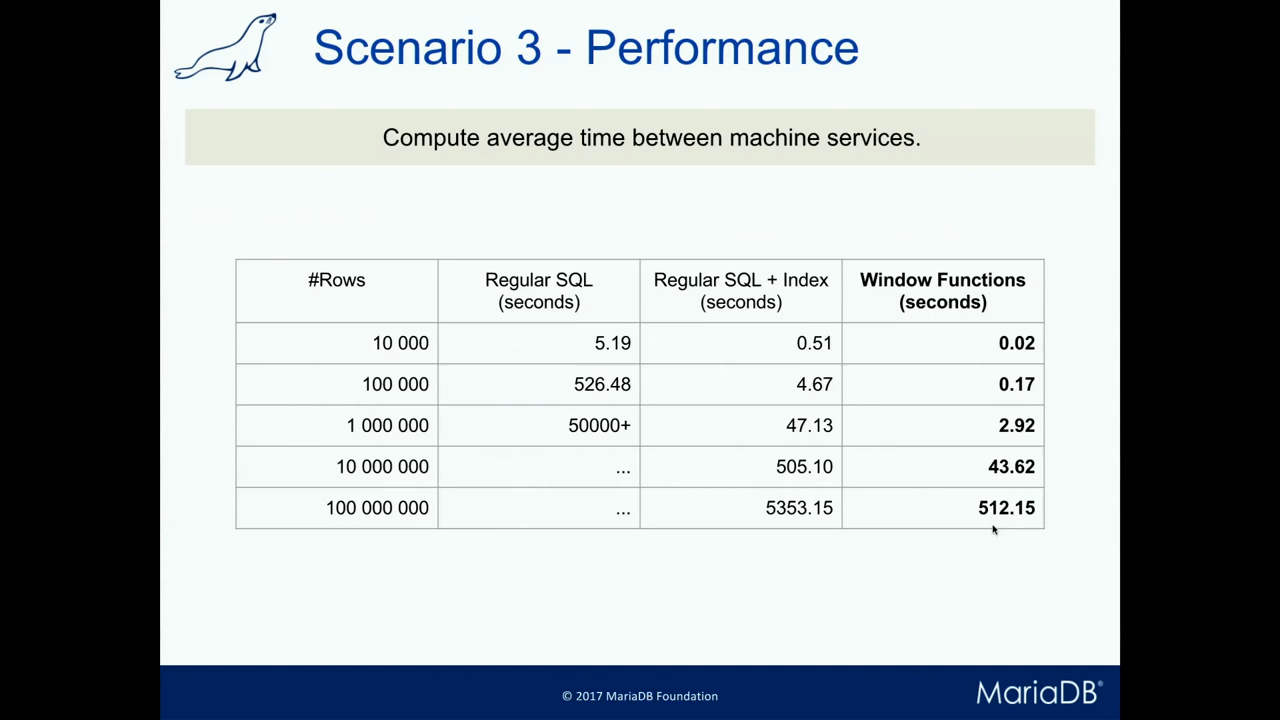 Scenario 3 - Performance
Compute average time between machine services.
#Rows Regular SQL (seconds) Regular SQL + Index (seconds) Window Functions (seconds)
10 000 5.19 0.51 0.02
100 000 526.48 4.67 0.17
1 000 000 50000+ 47.13 2.92
10 000 000 ... 505.10 43.62
100 000 000 ... 5353.15 512.15
© 2017 MariaDB Foundation
MariaDB®